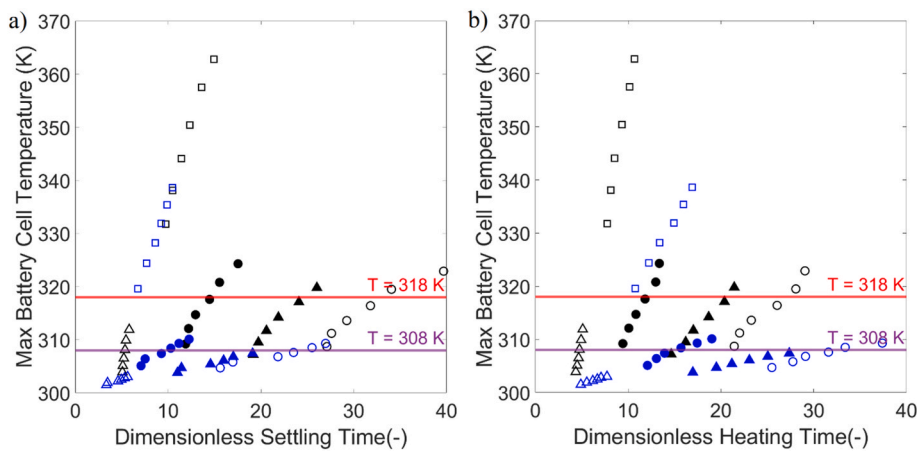 a)
Max Battery Cell Temperature (K)
370
360
350
340
330
320
310
300
T = 318 K
T = 308 K
0 10 20 30 40
Dimensionless Settling Time(-)
b)
Max Battery Cell Temperature (K)
370
360
350
340
330
320
310
300
T = 318 K
T = 308 K
0 10 20 30 40
Dimensionless Heating Time(-)